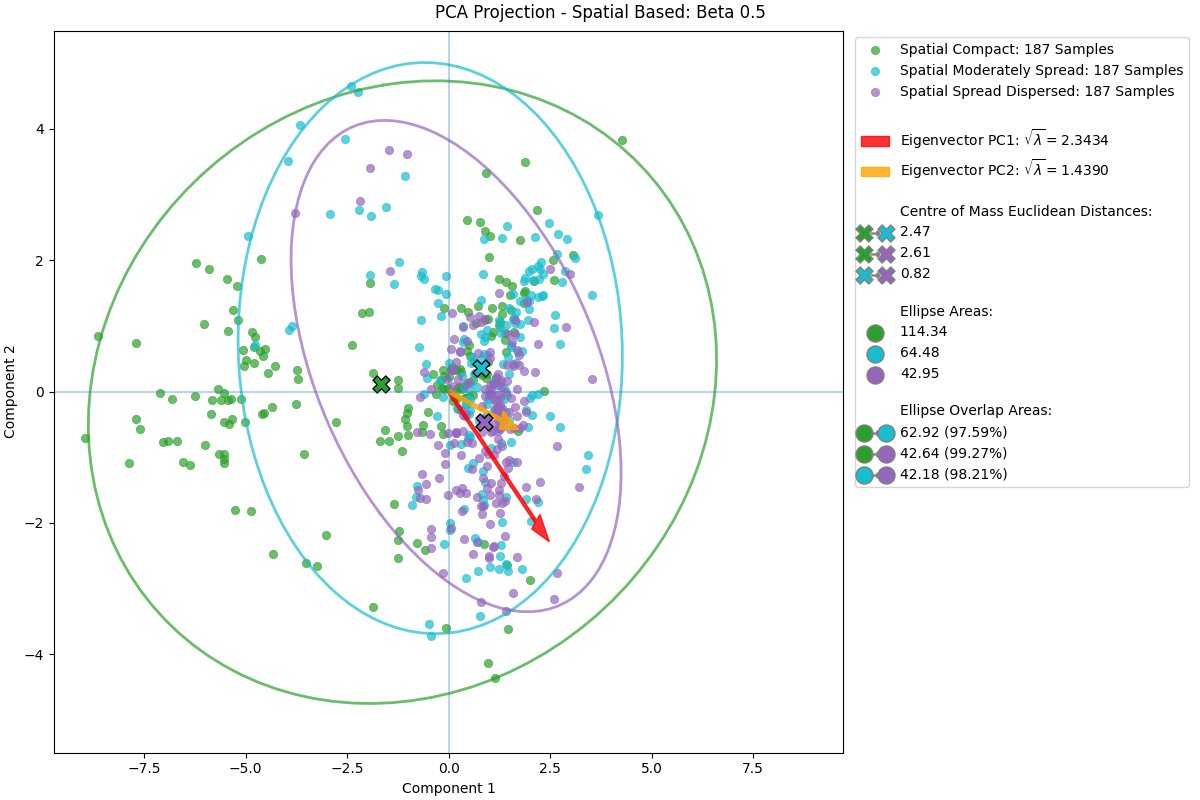 PCA Projection - Spatial Based: Beta 0.5
Component 2
4
2
0
−2
−4
−7.5
−5.0
−2.5
0.0
2.5
5.0
7.5
Component 1
Spatial Compact: 187 Samples
Spatial Moderately Spread: 187 Samples
Spatial Spread Dispersed: 187 Samples
Eigenvector PC1: √λ = 2.3434
Eigenvector PC2: √λ = 1.4390
Centre of Mass Euclidean Distances:
2.47
2.61
0.82
Ellipse Areas:
114.34
64.48
42.95
Ellipse Overlap Areas:
62.92 (97.59%)
42.64 (99.27%)
42.18 (98.21%)